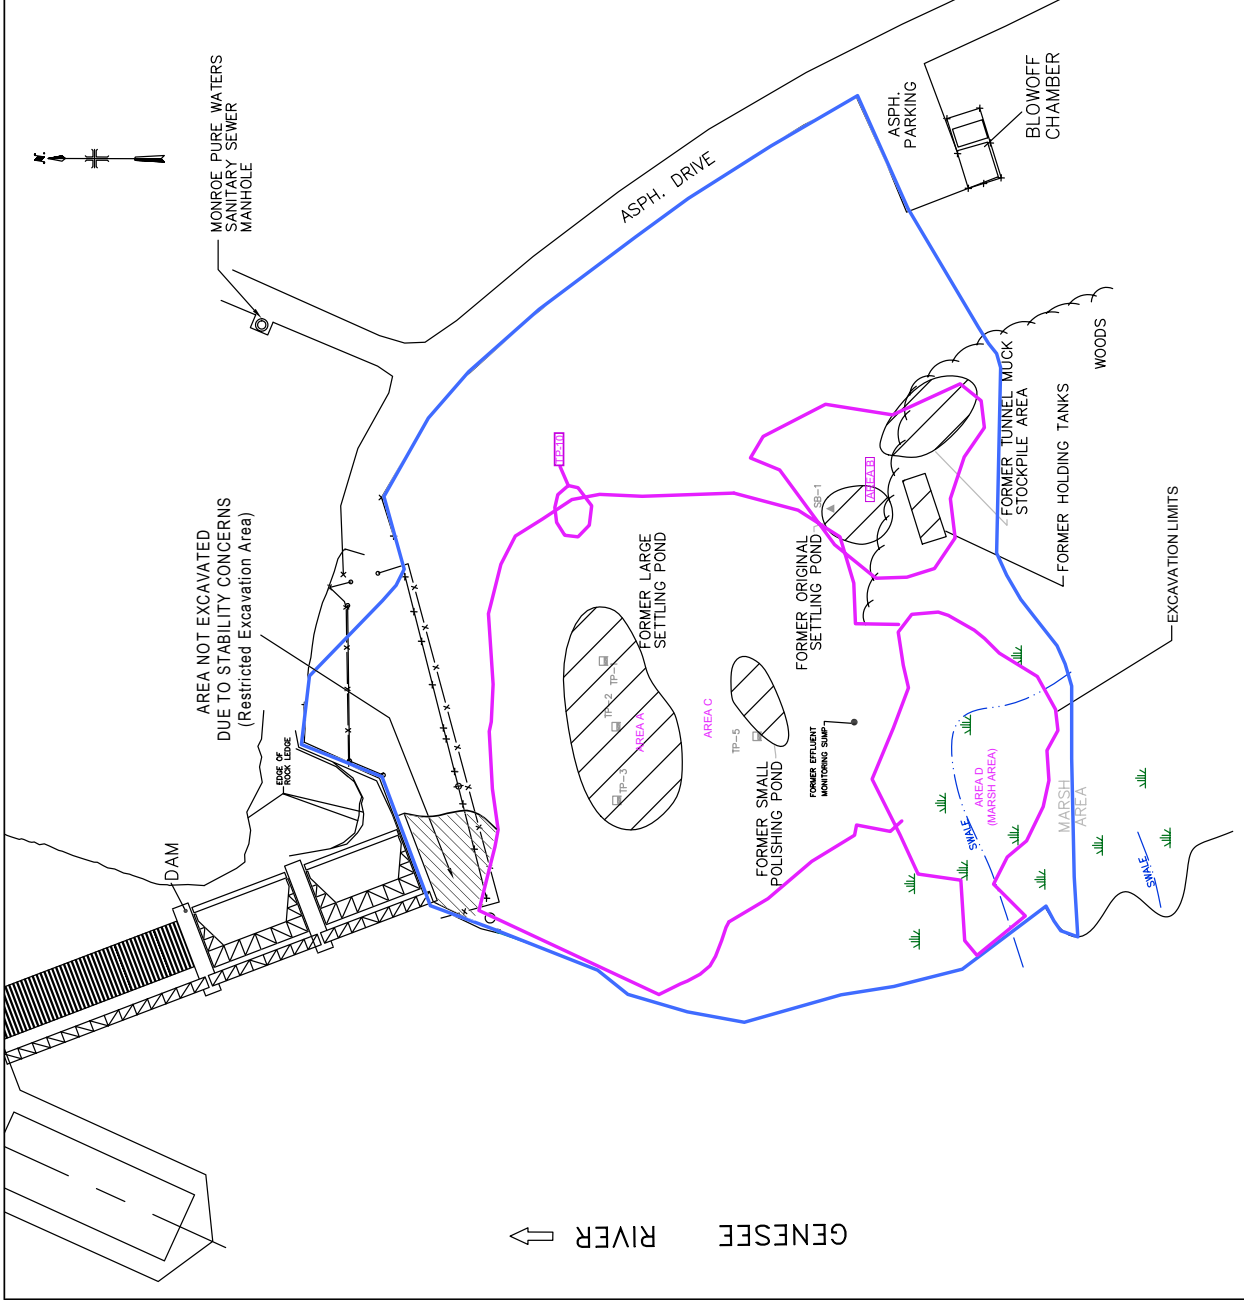 N.
MONROE PURE WATERS
SANITARY SEWER
MANHOLE
ASPH. DRIVE
ASPH.
PARKING
BLOWOFF
CHAMBER
AREA NOT EXCAVATED
DUE TO STABILITY CONCERNS
(Restricted Excavation Area)
EDGE OF
ROCK LEDGE
DAM
TP-10
FORMER LARGE
SETTLING POND
TP-1
TP-2
TP-3
AREA A
AREA C
TP-5
FORMER SMALL
POLISHING POND
FORMER ORIGINAL
SETTLING POND
SB-1
AREA B
FORMER TUNNEL MUCK
STOCKPILE AREA
FORMER HOLDING TANKS
WOODS
EXCAVATION LIMITS
FORMER EFFLUENT
MONITORING SUMP
AREA D
(MARSH AREA)
SWALE
MARSH
AREA
SWALE
GENESEE RIVER